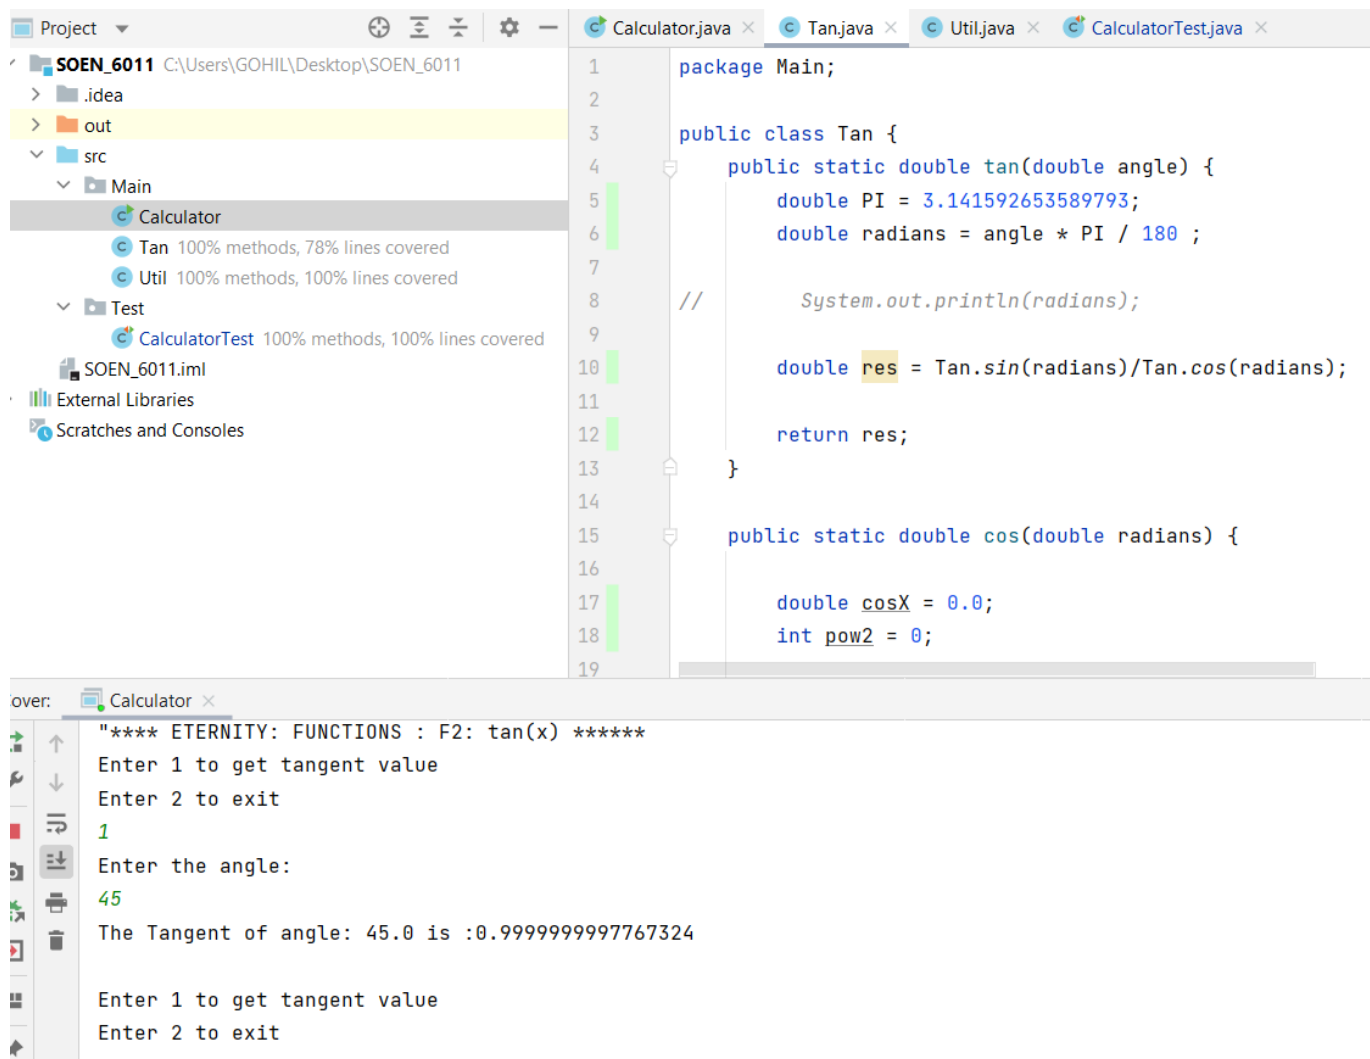 Project
SOEN_6011 C:\Users\GOHIL\Desktop\SOEN_6011
.idea
out
src
Main
Calculator
Tan 100% methods, 78% lines covered
Util 100% methods, 100% lines covered
Test
CalculatorTest 100% methods, 100% lines covered
SOEN_6011.iml
External Libraries
Scratches and Consoles
Calculator.java Tan.java Util.java CalculatorTest.java
1 package Main;
2
3 public class Tan {
4 public static double tan(double angle) {
5 double PI = 3.141592653589793;
6 double radians = angle * PI / 180 ;
7
8 // System.out.println(radians);
9
10 double res = Tan.sin(radians)/Tan.cos(radians);
11
12 return res;
13 }
14
15 public static double cos(double radians) {
16
17 double cosX = 0.0;
18 int pow2 = 0;
19
over: Calculator
"**** ETERNITY: FUNCTIONS : F2: tan(x) ******
Enter 1 to get tangent value
Enter 2 to exit
1
Enter the angle:
45
The Tangent of angle: 45.0 is :0.9999999997767324
Enter 1 to get tangent value
Enter 2 to exit